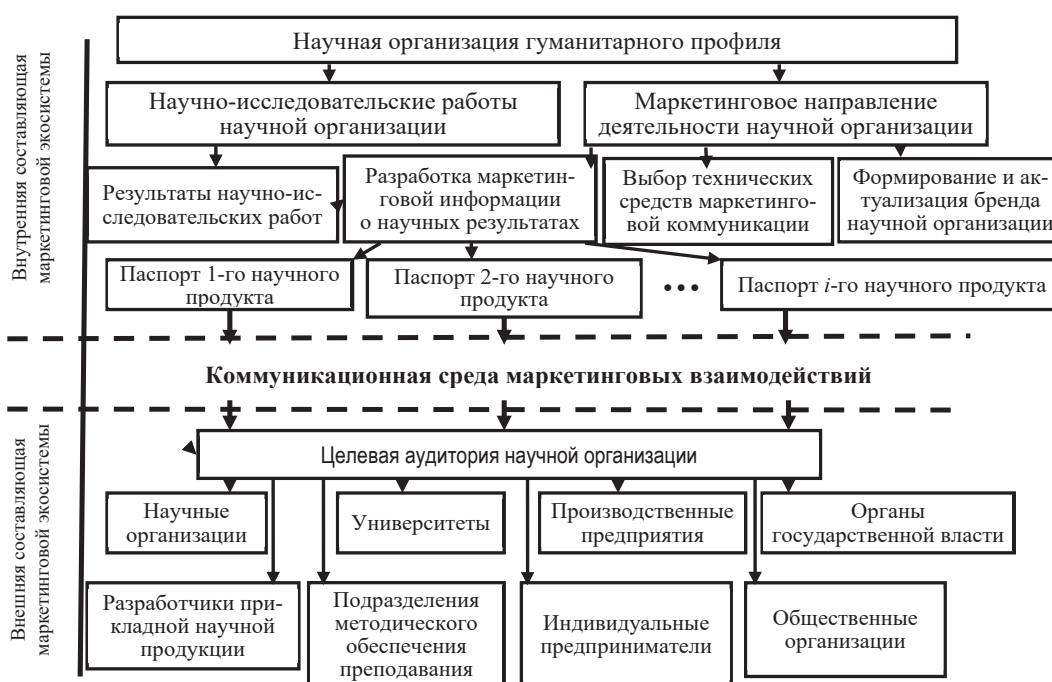 Внутренняя составляющая
маркетинговой экосистемы
Научная организация гуманитарного профиля
Научно-исследовательские работы
научной организации
Маркетинговое направление
деятельности научной организации
Результаты научно-ис-
следовательских работ
Разработка маркетин-
говой информации
о научных результатах
Выбор технических
средств маркетинго-
вой коммуникации
Формирование и ак-
туализация бренда
научной организации
Паспорт 1-го научного
продукта
Паспорт 2-го научного
продукта
•••
Паспорт i-го научного продукта
Коммуникационная среда маркетинговых взаимодействий
Внешняя составляющая
маркетинговой экосистемы
Целевая аудитория научной организации
Научные
организации
Университеты
Производственные
предприятия
Органы
государственной власти
Разработчики при-
кладной научной
продукции
Подразделения
методического
обеспечения
преподавания
Индивидуальные
предприниматели
Общественные
организации